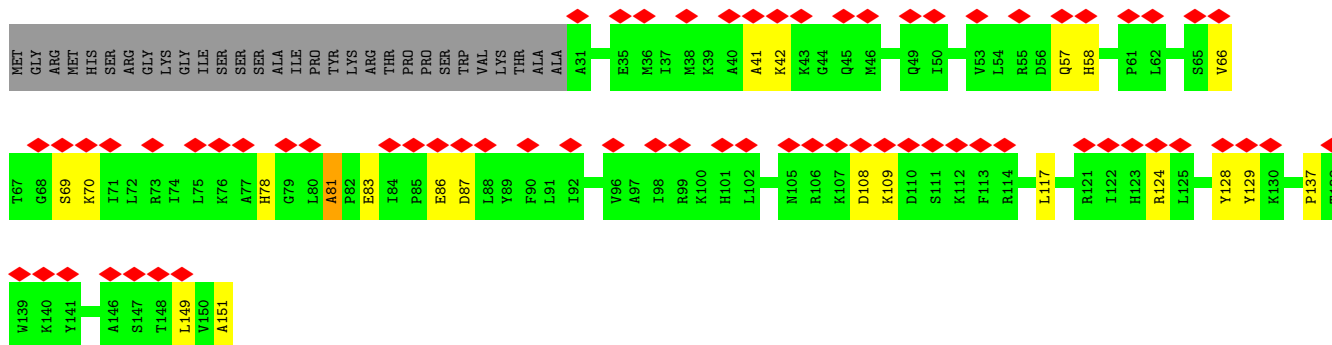 MET GLY ARG MET HIS SER ARG GLY LYS GLY ILE SER SER SER ALA ILE PRO TYR LYS ARG THR PRO PRO SER TRP VAL LYS THR ALA ALA A31 E35 M36 I37 M38 K39 A40 A41 K42 K43 G44 Q45 M46 Q49 I50 V53 L54 R55 D56 Q57 H58 P61 L62 S65 V66
T67 G68 S69 K70 I71 L72 R73 I74 L75 K76 A77 H78 G79 L80 A81 P82 E83 I84 P85 E86 D87 L88 Y89 F90 L91 I92 V96 A97 I98 R99 K100 H101 L102 N105 R106 K107 D108 K109 D110 S111 K112 F113 R114 L117 R121 I122 H123 R124 L125 Y128 Y129 K130 P137
W139 K140 Y141 A146 S147 T148 L149 V150 A151